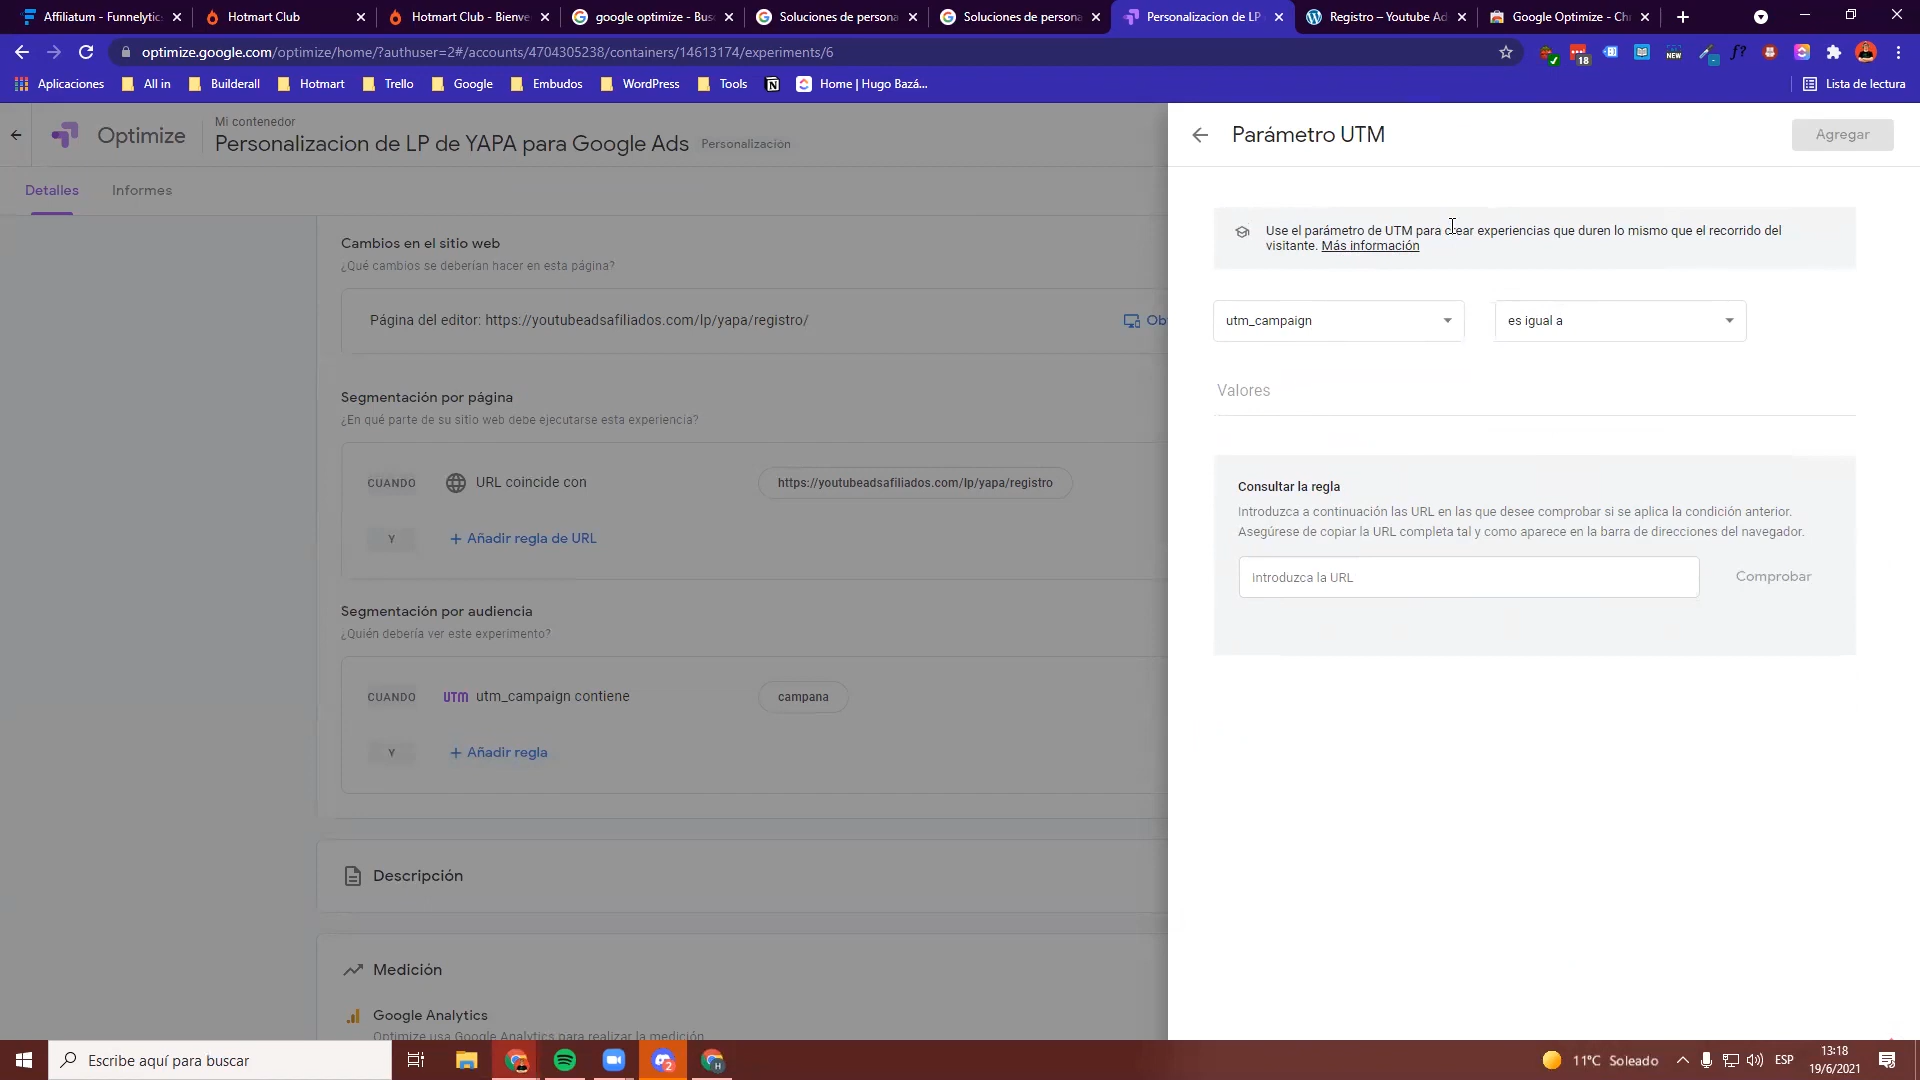 Affiliatum - Funnelytic
Hotmart Club
Hotmart Club - Bienve
google optimize - Bus
Soluciones de persona
Soluciones de persona
Personalizacion de LP
Registro – Youtube Ad
Google Optimize - Chr
optimize.google.com/optimize/home/?authuser=2#/accounts/4704305238/containers/14613174/experiments/6
18
NEW
f?
Aplicaciones
All in
Builderall
Hotmart
Trello
Google
Embudos
WordPress
Tools
Home | Hugo Bazá...
Lista de lectura
Optimize
Mi contenedor
Personalizacion de LP de YAPA para Google Ads
Personalización
Detalles
Informes
Cambios en el sitio web
¿Qué cambios se deberían hacer en esta página?
Página del editor: https://youtubeadsafiliados.com/lp/yapa/registro/
Ob
Segmentación por página
¿En qué parte de su sitio web debe ejecutarse esta experiencia?
CUANDO
URL coincide con
https://youtubeadsafiliados.com/lp/yapa/registro
Y
+ Añadir regla de URL
Segmentación por audiencia
¿Quién debería ver este experimento?
CUANDO
UTM
utm_campaign contiene
campana
Y
+ Añadir regla
Descripción
Medición
Google Analytics
Optimize usa Google Analytics para realizar la medición
Parámetro UTM
Agregar
Use el parámetro de UTM para crear experiencias que duren lo mismo que el recorrido del
visitante. Más información
utm_campaign
es igual a
Valores
Consultar la regla
Introduzca a continuación las URL en las que desee comprobar si se aplica la condición anterior.
Asegúrese de copiar la URL completa tal y como aparece en la barra de direcciones del navegador.
Introduzca la URL
Comprobar
Escribe aquí para buscar
2
H
11°C Soleado
ESP
13:18
19/6/2021